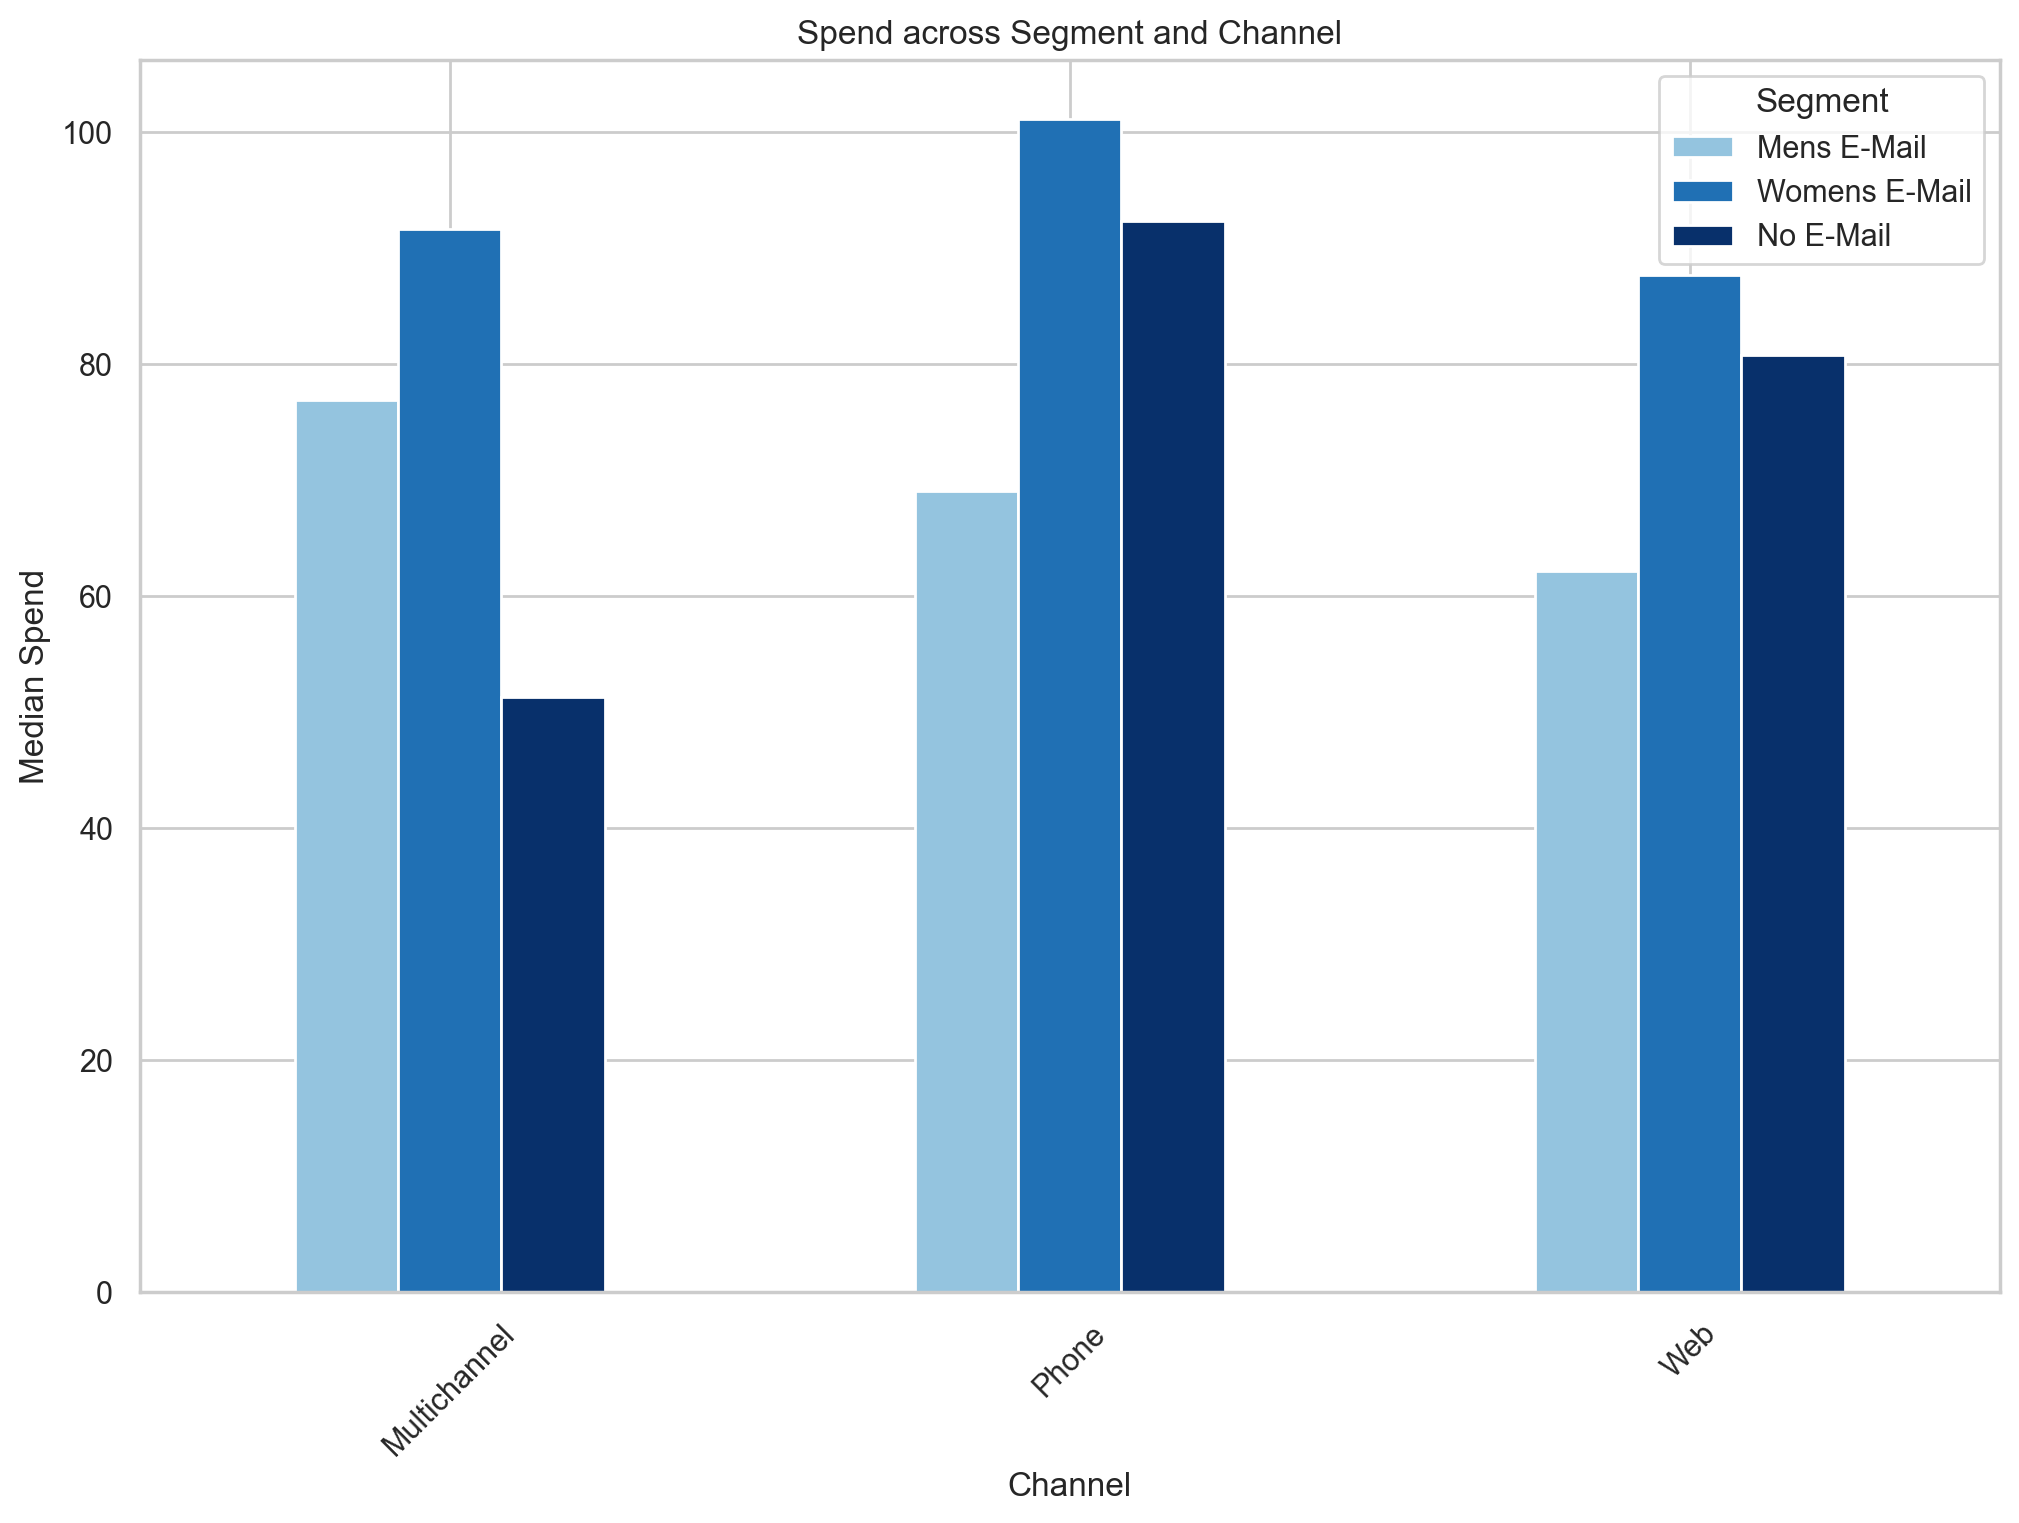 Spend across Segment and Channel
Segment
Mens E-Mail
Womens E-Mail
No E-Mail
100
80
60
40
20
0
Median Spend
Multichannel
Phone
Web
Channel